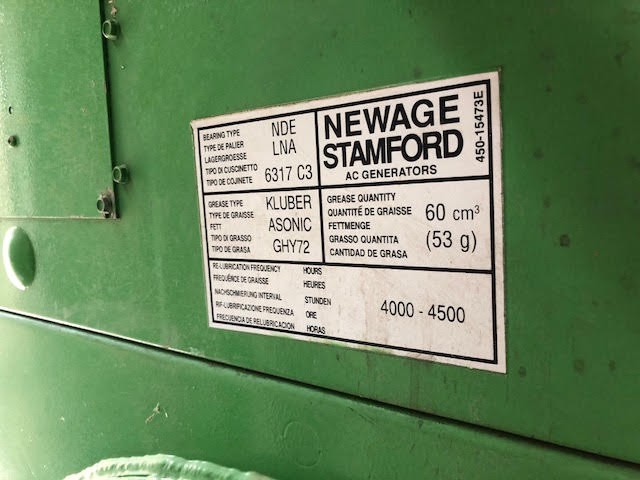 BEARING TYPE
TYPE DE PALIER
LAGERGROESSE
TIPO DI CUSCINETTO
TIPO DE COJINETE
NDE
LNA
6317 C3
NEWAGE
STAMFORD
AC GENERATORS
450-15473E
GREASE TYPE
TYPE DE GRAISSE
FETT
TIPO DI GRASSO
TIPO DE GRASA
KLUBER
ASONIC
GHY72
GREASE QUANTITY
QUANTITÉ DE GRAISSE
FETTMENGE
GRASSO QUANTITA
CANTIDAD DE GRASA
60 cm³
(53 g)
RE-LUBRICATION FREQUENCY HOURS
FREQUÉRCE DE GRAISSE HEURES
NACHSCHMIERUNG INTERVAL STUNDEN
RIF-LUBRIFICAZIONE FREQUENZA ORE
FRECUENCIA DE RELUBRICACION HORAS
4000 - 4500